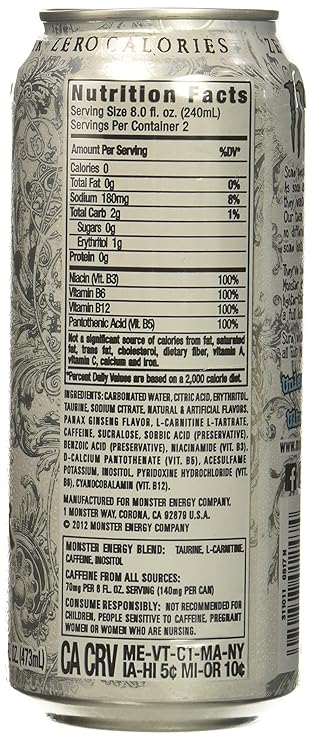 ZERO CALORIES
Nutrition Facts
Serving Size 8.0 fl. oz. (240mL)
Servings Per Container 2
Amount Per Serving %DV*
Calories 0
Total Fat 0g 0%
Sodium 180mg 8%
Total Carb 2g 1%
Sugars 0g
Erythritol 1g
Protein 0g
Niacin (Vit. B3) 100%
Vitamin B6 100%
Vitamin B12 100%
Pantothenic Acid (Vit. B5) 100%
Not a significant source of calories from fat, saturated
fat, trans fat, cholesterol, dietary fiber, vitamin A,
vitamin C, calcium and iron.
*Percent Daily Values are based on a 2,000 calorie diet.
INGREDIENTS: CARBONATED WATER, CITRIC ACID, ERYTHRITOL,
TAURINE, SODIUM CITRATE, NATURAL & ARTIFICIAL FLAVORS,
PANAX GINSENG FLAVOR, L-CARNITINE L-TARTRATE,
CAFFEINE, SUCRALOSE, SORBIC ACID (PRESERVATIVE),
BENZOIC ACID (PRESERVATIVE), NIACINAMIDE (VIT. B3),
D-CALCIUM PANTOTHENATE (VIT. B5), ACESULFAME
POTASSIUM, INOSITOL, PYRIDOXINE HYDROCHLORIDE (VIT.
B6), CYANOCOBALAMIN (VIT. B12).
MANUFACTURED FOR MONSTER ENERGY COMPANY.
1 MONSTER WAY, CORONA, CA 92879 U.S.A.
© 2012 MONSTER ENERGY COMPANY
MONSTER ENERGY BLEND: TAURINE, L-CARNITINE,
CAFFEINE, INOSITOL
CAFFEINE FROM ALL SOURCES:
70mg PER 8 FL. OZ. SERVING (140mg PER CAN)
CONSUME RESPONSIBLY: NOT RECOMMENDED FOR
CHILDREN, PEOPLE SENSITIVE TO CAFFEINE, PREGNANT
WOMEN OR WOMEN WHO ARE NURSING.
CA CRV ME-VT-CT-MA-NY
IA-HI 5¢ MI-OR 10¢
(473mL)